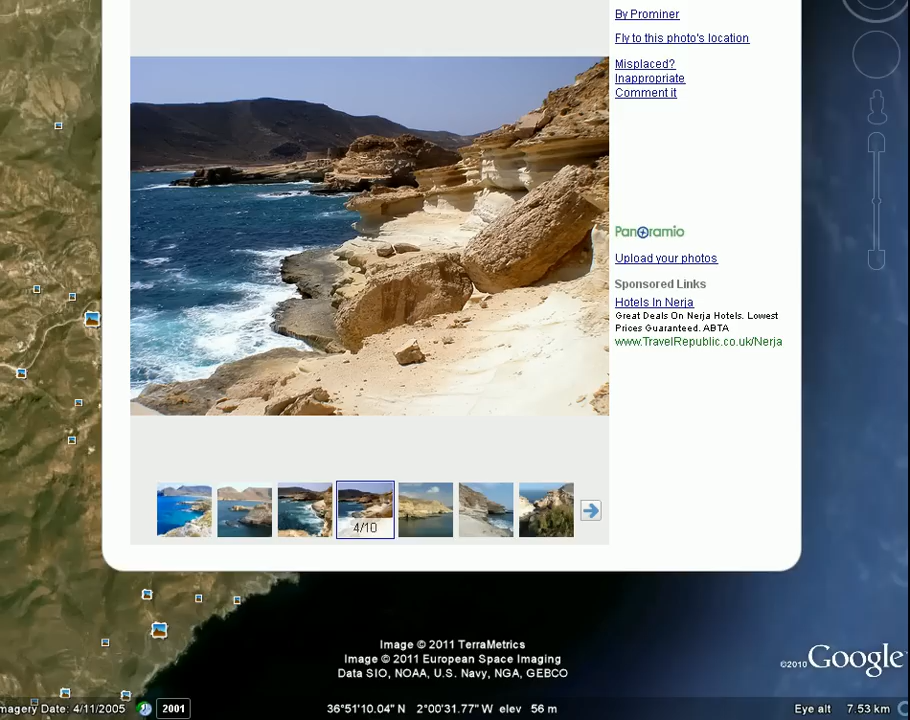 By Prominer
Fly to this photo's location
Misplaced?
Inappropriate
Comment it
Panoramio
Upload your photos
Sponsored Links
Hotels In Nerja
Great Deals On Nerja Hotels. Lowest
Prices Guaranteed. ABTA
www.TravelRepublic.co.uk/Nerja
4/10
Image © 2011 TerraMetrics
Image © 2011 European Space Imaging
Data SIO, NOAA, U.S. Navy, NGA, GEBCO
©2010 Google
magery Date: 4/11/2005 2001 36°51'10.04" N 2°00'31.77" W elev 56 m Eye alt 7.53 km